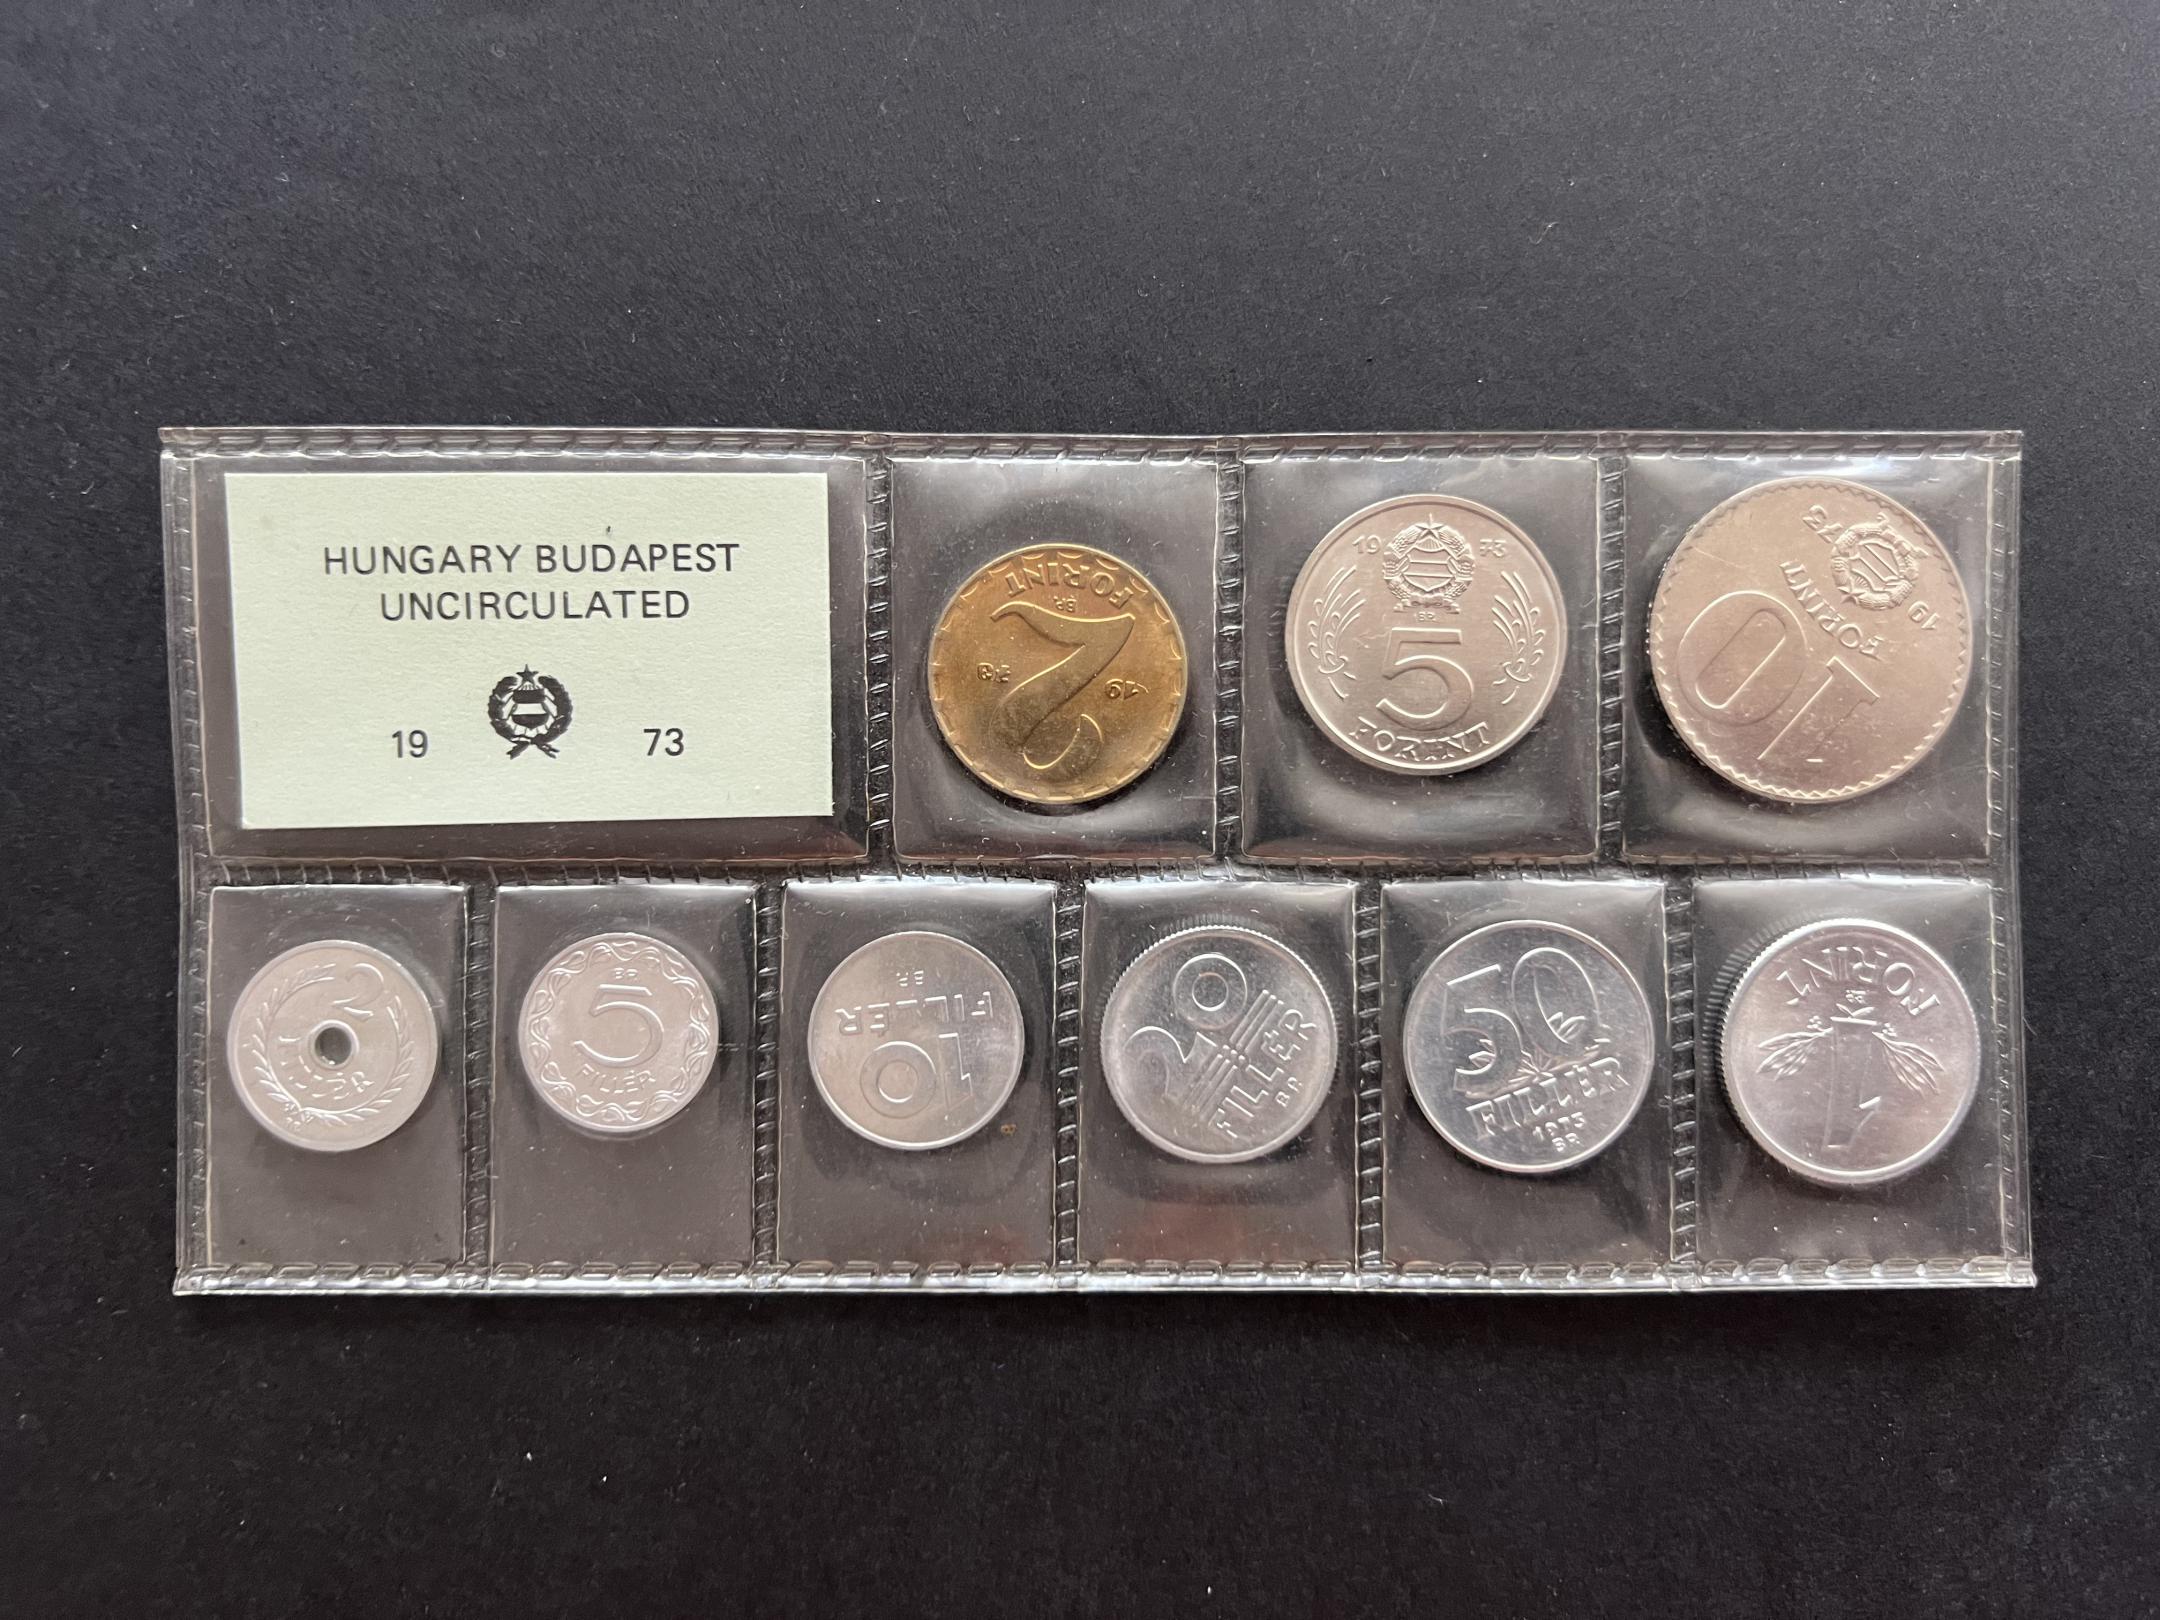 HUNGARY BUDAPEST
UNCIRCULATED
19 73
2
BP.
FORINT
19 73
19 73
BP.
5
FORINT
19 73
FORINT
10
2
FILLÉR
BP.
5
FILLÉR
10
FILLÉR
BP.
20
FILLÉR
BP.
50
FILLÉR
1973
BP.
1
BP.
FORINT